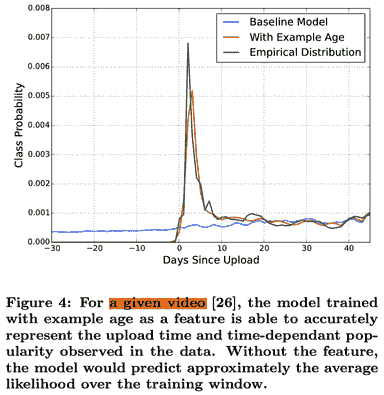 0.008
0.007
0.006
0.005
0.004
0.003
0.002
0.001
0.000
Class Probability
Baseline Model
With Example Age
Empirical Distribution
−30 −20 −10 0 10 20 30 40
Days Since Upload
Figure 4: For a given video [26], the model trained
with example age as a feature is able to accurately
represent the upload time and time-dependant pop-
ularity observed in the data. Without the feature,
the model would predict approximately the average
likelihood over the training window.